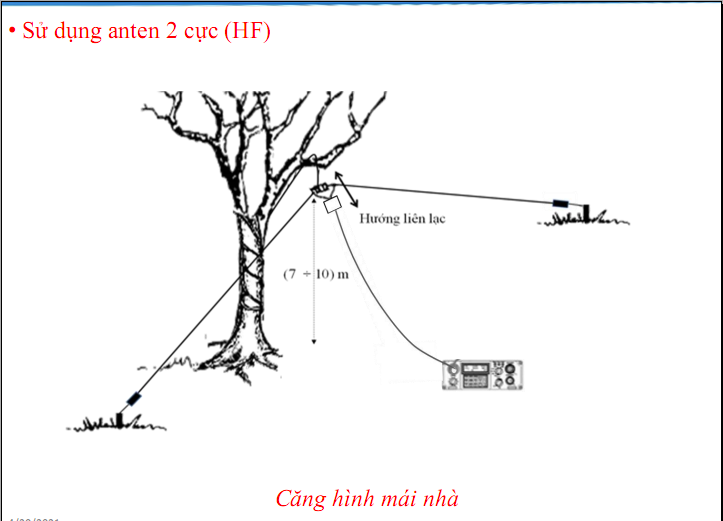 • Sử dụng anten 2 cực (HF)
Hướng liên lạc
(7 ÷ 10) m
Căng hình mái nhà